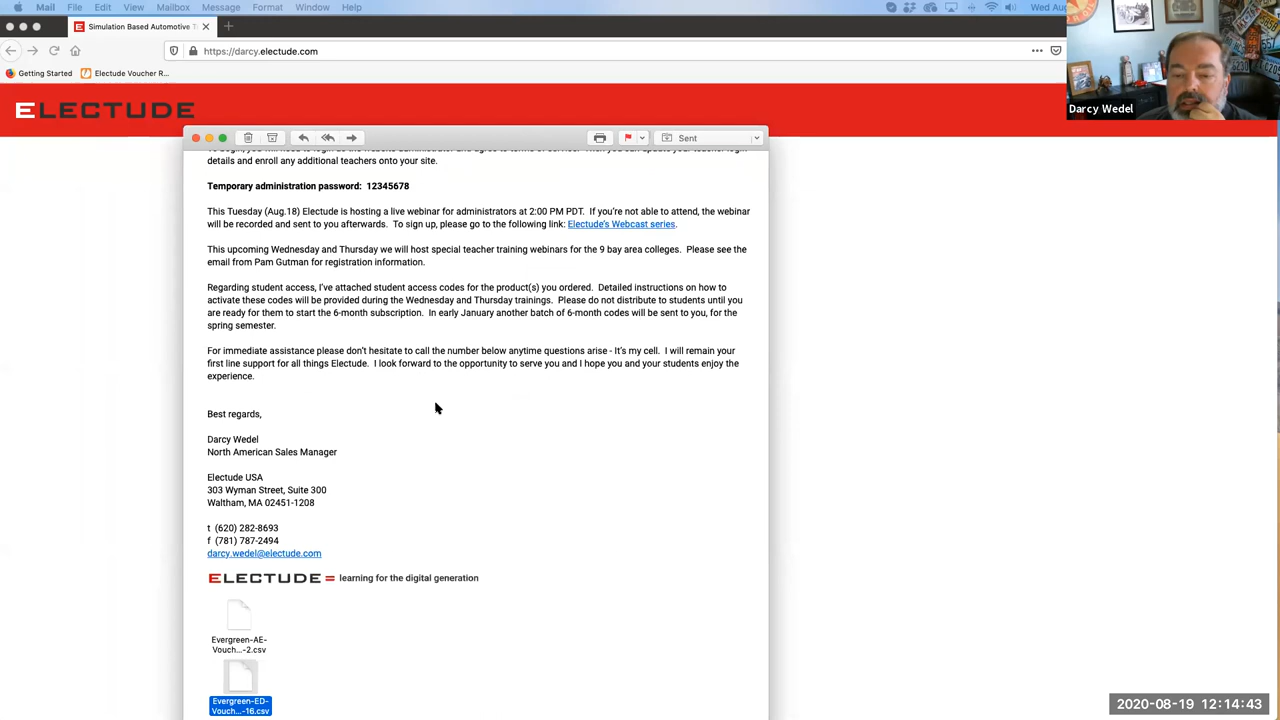 Mail File Edit View Mailbox Message Format Window Help
Wed Au
Simulation Based Automotive T
https://darcy.electude.com
Getting Started Electude Voucher R...
ELECTUDE
Darcy Wedel
Sent
details and enroll any additional teachers onto your site.
Temporary administration password: 12345678
This Tuesday (Aug.18) Electude is hosting a live webinar for administrators at 2:00 PM PDT. If you're not able to attend, the webinar
will be recorded and sent to you afterwards. To sign up, please go to the following link: Electude's Webcast series.
This upcoming Wednesday and Thursday we will host special teacher training webinars for the 9 bay area colleges. Please see the
email from Pam Gutman for registration information.
Regarding student access, I've attached student access codes for the product(s) you ordered. Detailed instructions on how to
activate these codes will be provided during the Wednesday and Thursday trainings. Please do not distribute to students until you
are ready for them to start the 6-month subscription. In early January another batch of 6-month codes will be sent to you, for the
spring semester.
For immediate assistance please don't hesitate to call the number below anytime questions arise - It's my cell. I will remain your
first line support for all things Electude. I look forward to the opportunity to serve you and I hope you and your students enjoy the
experience.
Best regards,
Darcy Wedel
North American Sales Manager
Electude USA
303 Wyman Street, Suite 300
Waltham, MA 02451-1208
t (620) 282-8693
f (781) 787-2494
darcy.wedel@electude.com
ELECTUDE = learning for the digital generation
Evergreen-AE-
Vouch...-2.csv
Evergreen-ED-
Vouch...-16.csv
2020-08-19 12:14:43